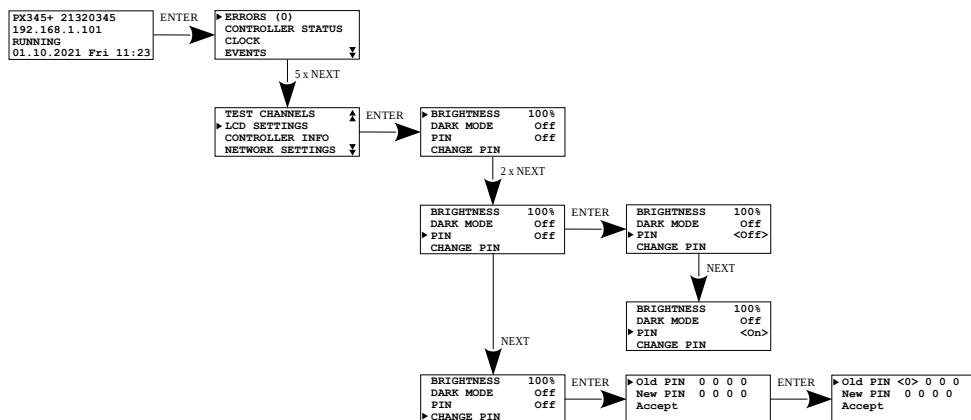 PX345+ 21320345
192.168.1.101
RUNNING
01.10.2021 Fri 11:23
ENTER
ERRORS (0)
CONTROLLER STATUS
CLOCK
EVENTS
5 x NEXT
TEST CHANNELS
LCD SETTINGS
CONTROLLER INFO
NETWORK SETTINGS
ENTER
BRIGHTNESS 100%
DARK MODE Off
PIN Off
CHANGE PIN
2 x NEXT
BRIGHTNESS 100%
DARK MODE Off
PIN Off
CHANGE PIN
ENTER
BRIGHTNESS 100%
DARK MODE Off
PIN <Off>
CHANGE PIN
NEXT
BRIGHTNESS 100%
DARK MODE Off
PIN <On>
CHANGE PIN
NEXT
BRIGHTNESS 100%
DARK MODE Off
PIN Off
CHANGE PIN
ENTER
Old PIN 0 0 0 0
New PIN 0 0 0 0
Accept
ENTER
Old PIN <0> 0 0 0
New PIN 0 0 0 0
Accept